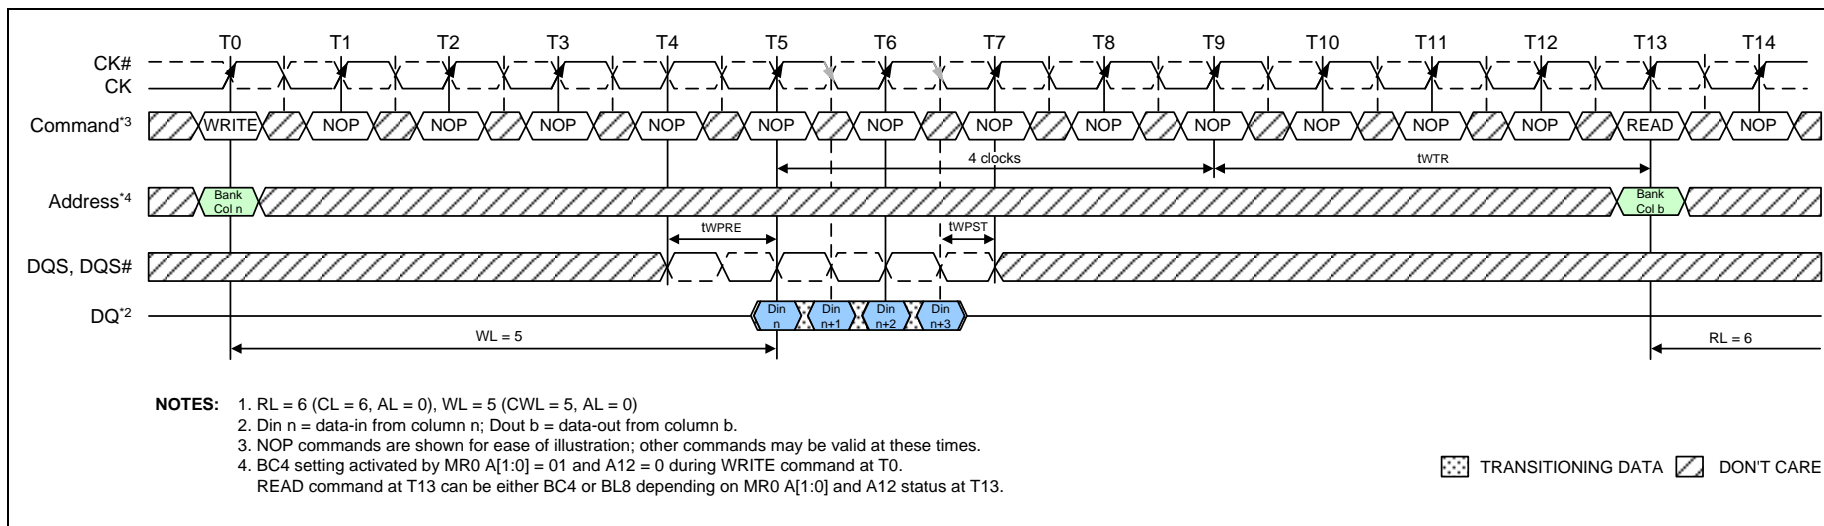 T0 T1 T2 T3 T4 T5 T6 T7 T8 T9 T10 T11 T12 T13 T14
CK#
CK
Command*3 WRITE NOP NOP NOP NOP NOP NOP NOP NOP NOP NOP NOP NOP READ NOP
4 clocks tWTR
Address*4 Bank Col n Bank Col b
tWPRE tWPST
DQS, DQS#
DQ*2 Din n Din n+1 Din n+2 Din n+3
WL = 5 RL = 6
NOTES: 1. RL = 6 (CL = 6, AL = 0), WL = 5 (CWL = 5, AL = 0)
2. Din n = data-in from column n; Dout b = data-out from column b.
3. NOP commands are shown for ease of illustration; other commands may be valid at these times.
4. BC4 setting activated by MR0 A[1:0] = 01 and A12 = 0 during WRITE command at T0.
READ command at T13 can be either BC4 or BL8 depending on MR0 A[1:0] and A12 status at T13.
TRANSITIONING DATA DON'T CARE